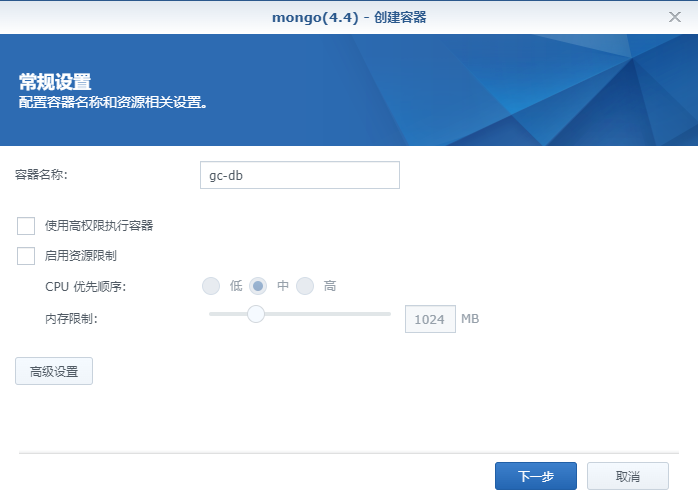 mongo(4.4) - 创建容器
常规设置
配置容器名称和资源相关设置。
容器名称: gc-db
使用高权限执行容器
启用资源限制
CPU 优先顺序: 低 中 高
内存限制: 1024 MB
高级设置
下一步 取消